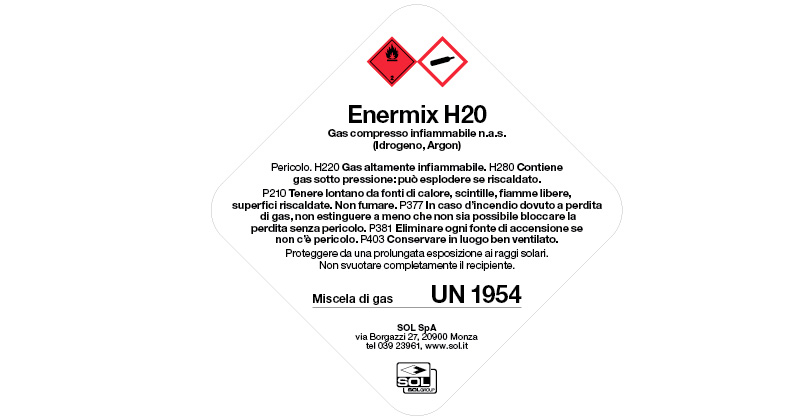 Enermix H20
Gas compresso infiammabile n.a.s.
(Idrogeno, Argon)
Pericolo. H220 Gas altamente infiammabile. H280 Contiene
gas sotto pressione: può esplodere se riscaldato.
P210 Tenere lontano da fonti di calore, scintille, fiamme libere,
superfici riscaldate. Non fumare. P377 In caso d'incendio dovuto a perdita
di gas, non estinguere a meno che non sia possibile bloccare la
perdita senza pericolo. P381 Eliminare ogni fonte di accensione se
non c'è pericolo. P403 Conservare in luogo ben ventilato.
Proteggere da una prolungata esposizione ai raggi solari.
Non svuotare completamente il recipiente.
Miscela di gas UN 1954
SOL SpA
via Borgazzi 27, 20900 Monza
tel 039 23961, www.sol.it
SOL
SOLGROUP